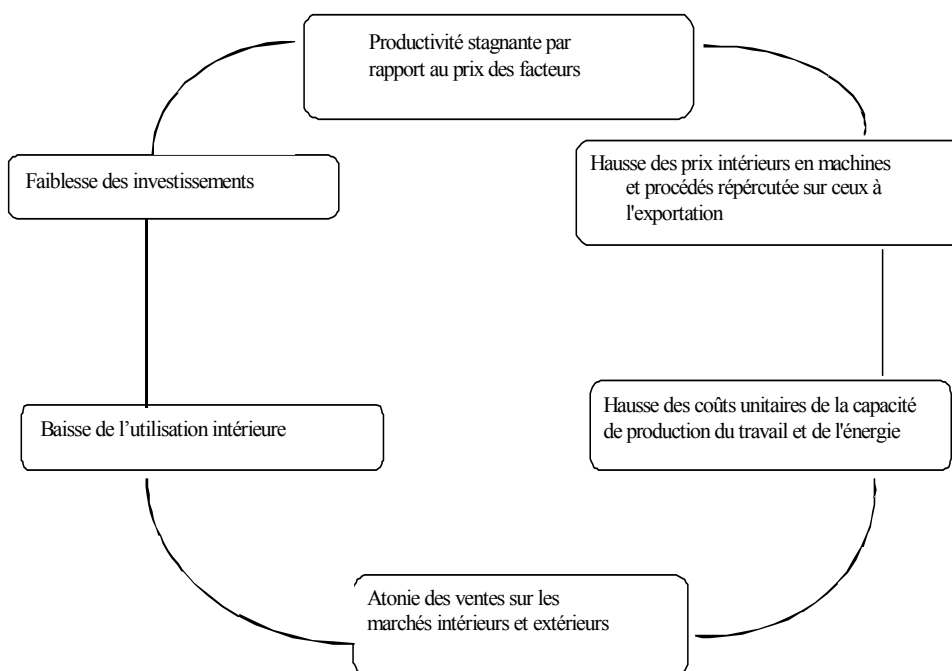 Productivité stagnante par
rapport au prix des facteurs
Faiblesse des investissements
Hausse des prix intérieurs en machines
et procédés répércutée sur ceux à
l'exportation
Baisse de l’utilisation intérieure
Hausse des coûts unitaires de la capacité
de production du travail et de l'énergie
Atonie des ventes sur les
marchés intérieurs et extérieurs